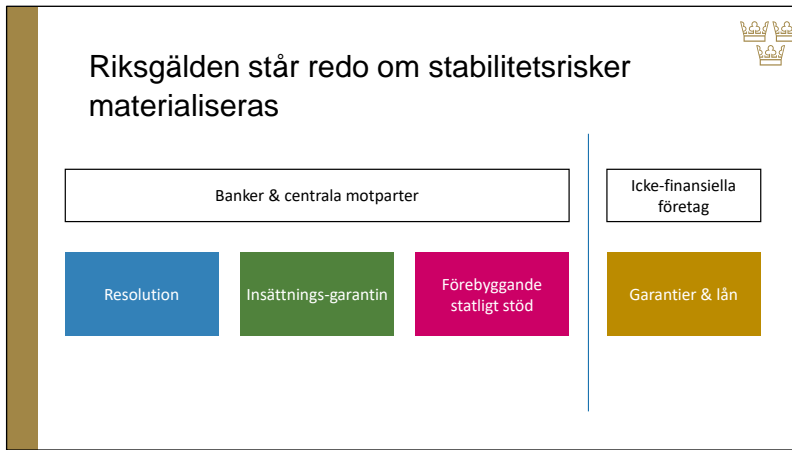 Riksgälden står redo om stabilitetsrisker
materialiseras
Banker & centrala motparter
Icke-finansiella
företag
Resolution
Insättnings-garantin
Förebyggande
statligt stöd
Garantier & lån